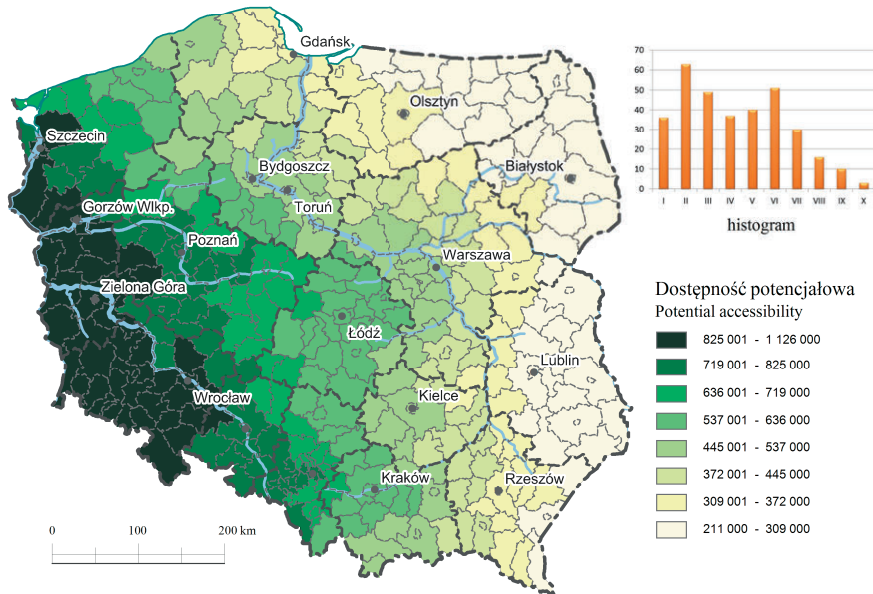 Gdańsk
Olsztyn
Szczecin
Bydgoszcz
Białystok
Toruń
Gorzów Wlkp.
Poznań
Warszawa
Zielona Góra
Łódź
Lublin
Wrocław
Kielce
Kraków
Rzeszów
0 100 200 km
70
60
50
40
30
20
10
0
I II III IV V VI VII VIII IX X
histogram
Dostępność potencjałowa
Potential accessibility
825 001 - 1 126 000
719 001 - 825 000
636 001 - 719 000
537 001 - 636 000
445 001 - 537 000
372 001 - 445 000
309 001 - 372 000
211 000 - 309 000